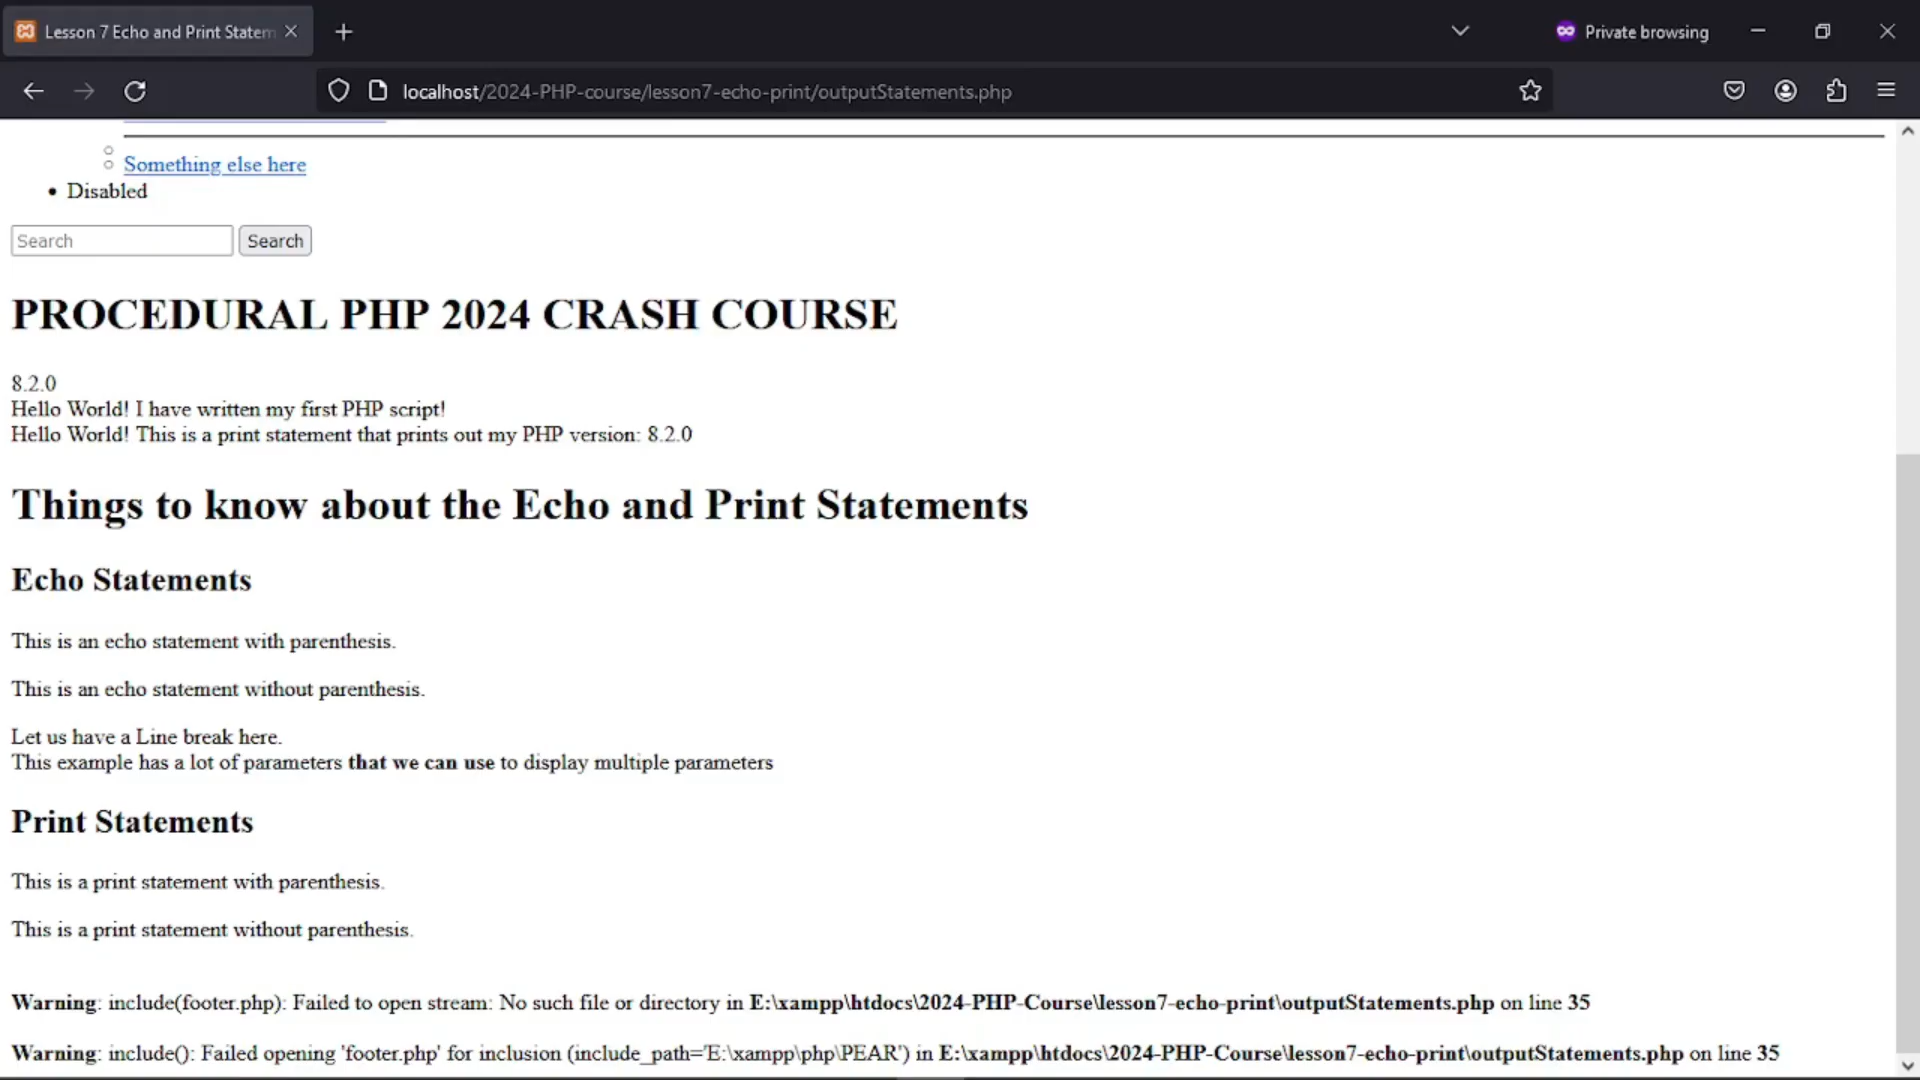 Lesson 7 Echo and Print Statem
Private browsing
localhost/2024-PHP-course/lesson7-echo-print/outputStatements.php
Something else here
Disabled
Search Search
PROCEDURAL PHP 2024 CRASH COURSE
8.2.0
Hello World! I have written my first PHP script!
Hello World! This is a print statement that prints out my PHP version: 8.2.0
Things to know about the Echo and Print Statements
Echo Statements
This is an echo statement with parenthesis.
This is an echo statement without parenthesis.
Let us have a Line break here.
This example has a lot of parameters that we can use to display multiple parameters
Print Statements
This is a print statement with parenthesis.
This is a print statement without parenthesis.
Warning: include(footer.php): Failed to open stream: No such file or directory in E:\xampp\htdocs\2024-PHP-Course\lesson7-echo-print\outputStatements.php on line 35
Warning: include(): Failed opening 'footer.php' for inclusion (include_path='E:\xampp\php\PEAR') in E:\xampp\htdocs\2024-PHP-Course\lesson7-echo-print\outputStatements.php on line 35